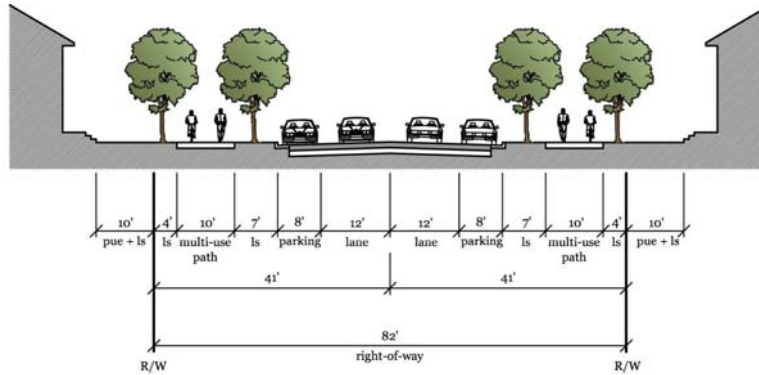 10' 4' 10' 7' 8' 12' 12' 8' 7' 10' 4' 10'
pue + ls ls multi-use path ls parking lane lane parking ls multi-use path ls pue + ls
41' 41'
82'
right-of-way
R/W R/W